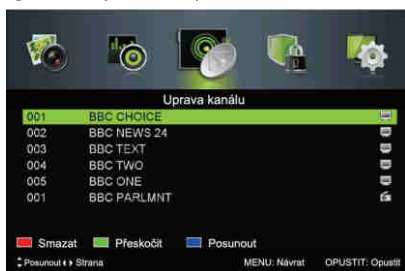 Uprava kanálu
001 BBC CHOICE
002 BBC NEWS 24
003 BBC TEXT
004 BBC TWO
005 BBC ONE
001 BBC PARLMNT
Smazat Přeskočit Posunout
Posunout Strana MENU: Návrat OPUSTIT: Opustit